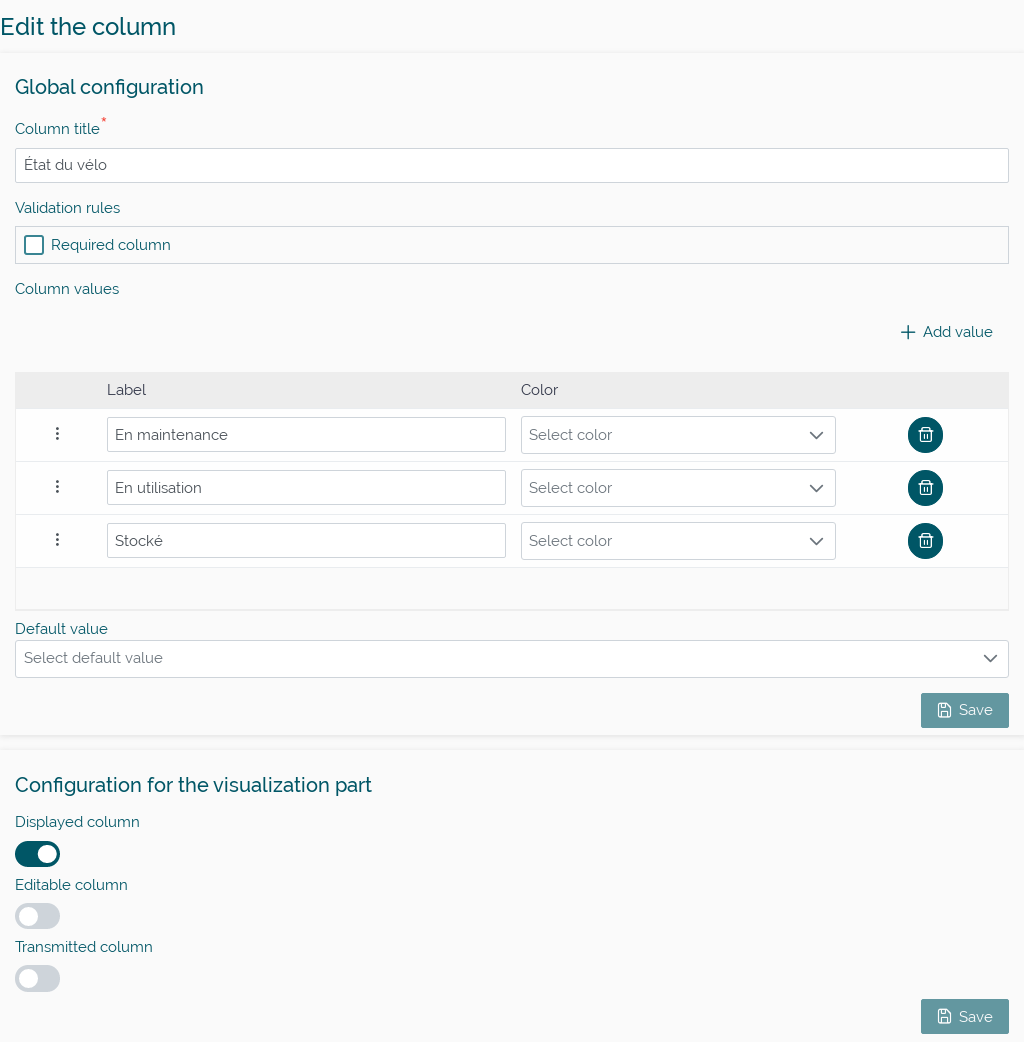 Edit the column
Global configuration
Column title*
État du vélo
Validation rules
Required column
Column values
Add value
Label Color
En maintenance Select color
En utilisation Select color
Stocké Select color
Default value
Select default value
Save
Configuration for the visualization part
Displayed column
Editable column
Transmitted column
Save